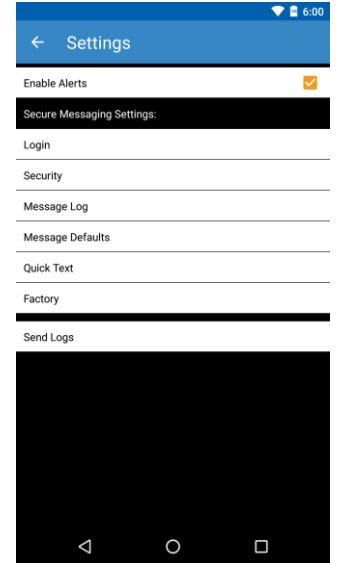 6:00
Settings
Enable Alerts
Secure Messaging Settings:
Login
Security
Message Log
Message Defaults
Quick Text
Factory
Send Logs